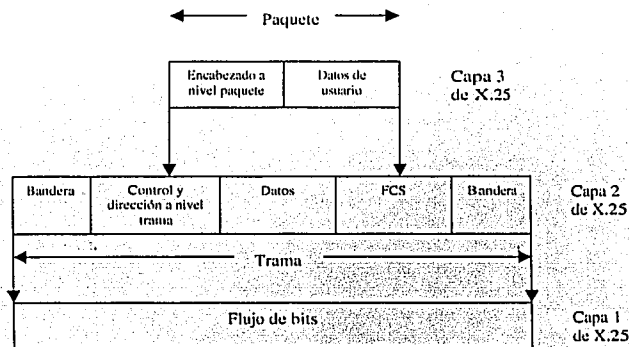 Paquete
Encabezado a
nivel paquete
Datos de
usuario
Capa 3
de X.25
Bandera
Control y
dirección a nivel
trama
Datos
FCS
Bandera
Capa 2
de X.25
Trama
Flujo de bits
Capa 1
de X.25